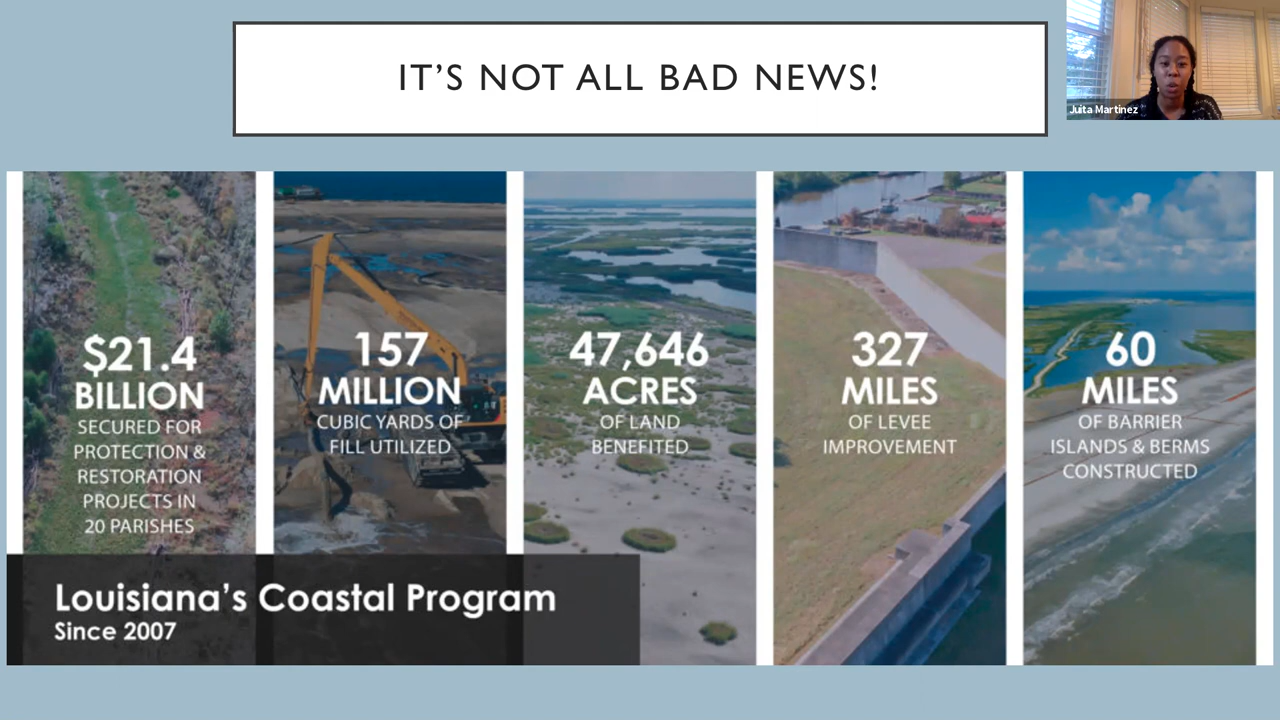 IT'S NOT ALL BAD NEWS!
Juita Martinez
$21.4
BILLION
SECURED FOR
PROTECTION &
RESTORATION
PROJECTS IN
20 PARISHES
157
MILLION
CUBIC YARDS OF
FILL UTILIZED
47,646
ACRES
OF LAND
BENEFITED
327
MILES
OF LEVEE
IMPROVEMENT
60
MILES
OF BARRIER
ISLANDS & BERMS
CONSTRUCTED
Louisiana's Coastal Program
Since 2007